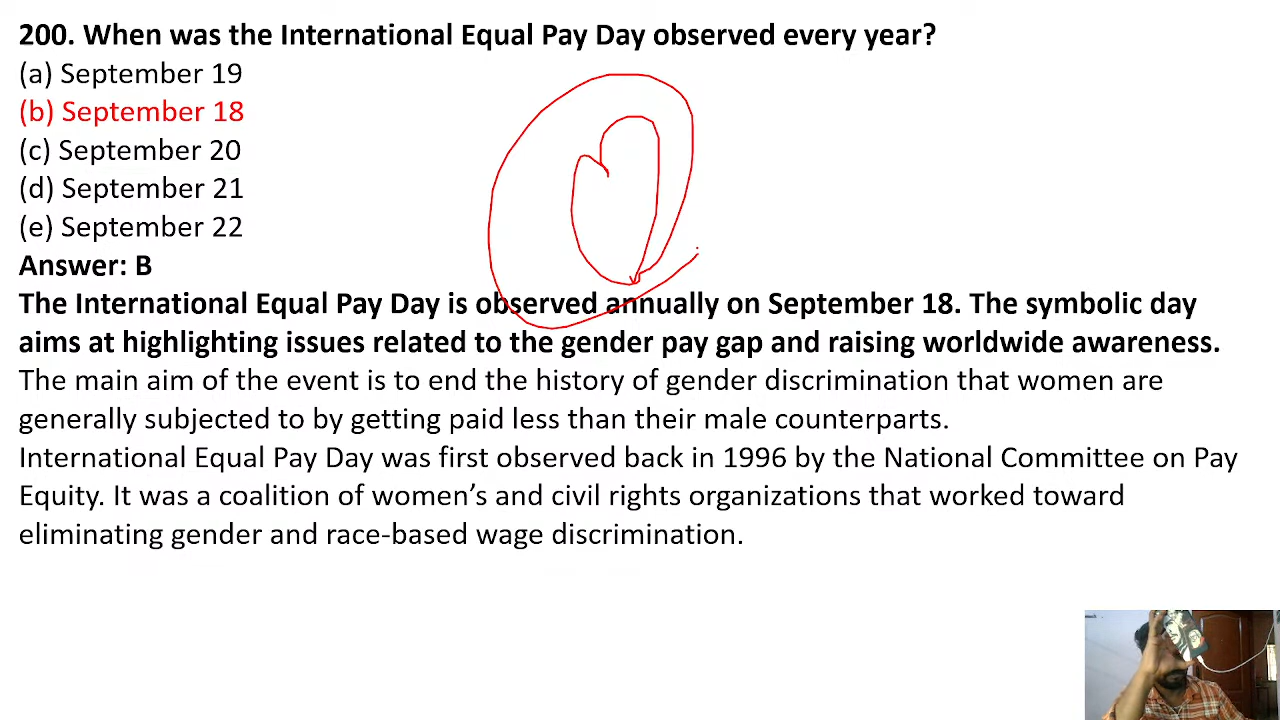 200. When was the International Equal Pay Day observed every year?
(a) September 19
(b) September 18
(c) September 20
(d) September 21
(e) September 22
Answer: B
The International Equal Pay Day is observed annually on September 18. The symbolic day
aims at highlighting issues related to the gender pay gap and raising worldwide awareness.
The main aim of the event is to end the history of gender discrimination that women are
generally subjected to by getting paid less than their male counterparts.
International Equal Pay Day was first observed back in 1996 by the National Committee on Pay
Equity. It was a coalition of women’s and civil rights organizations that worked toward
eliminating gender and race-based wage discrimination.